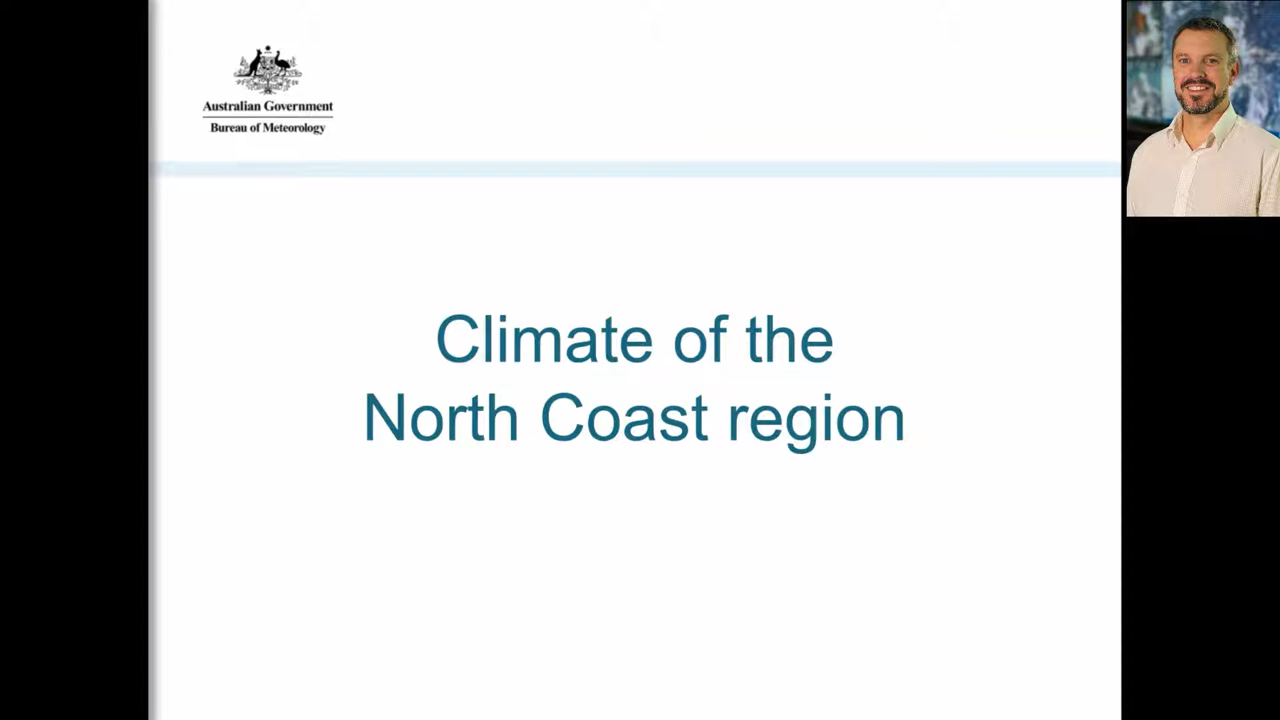 Australian Government
Bureau of Meteorology
Climate of the
North Coast region